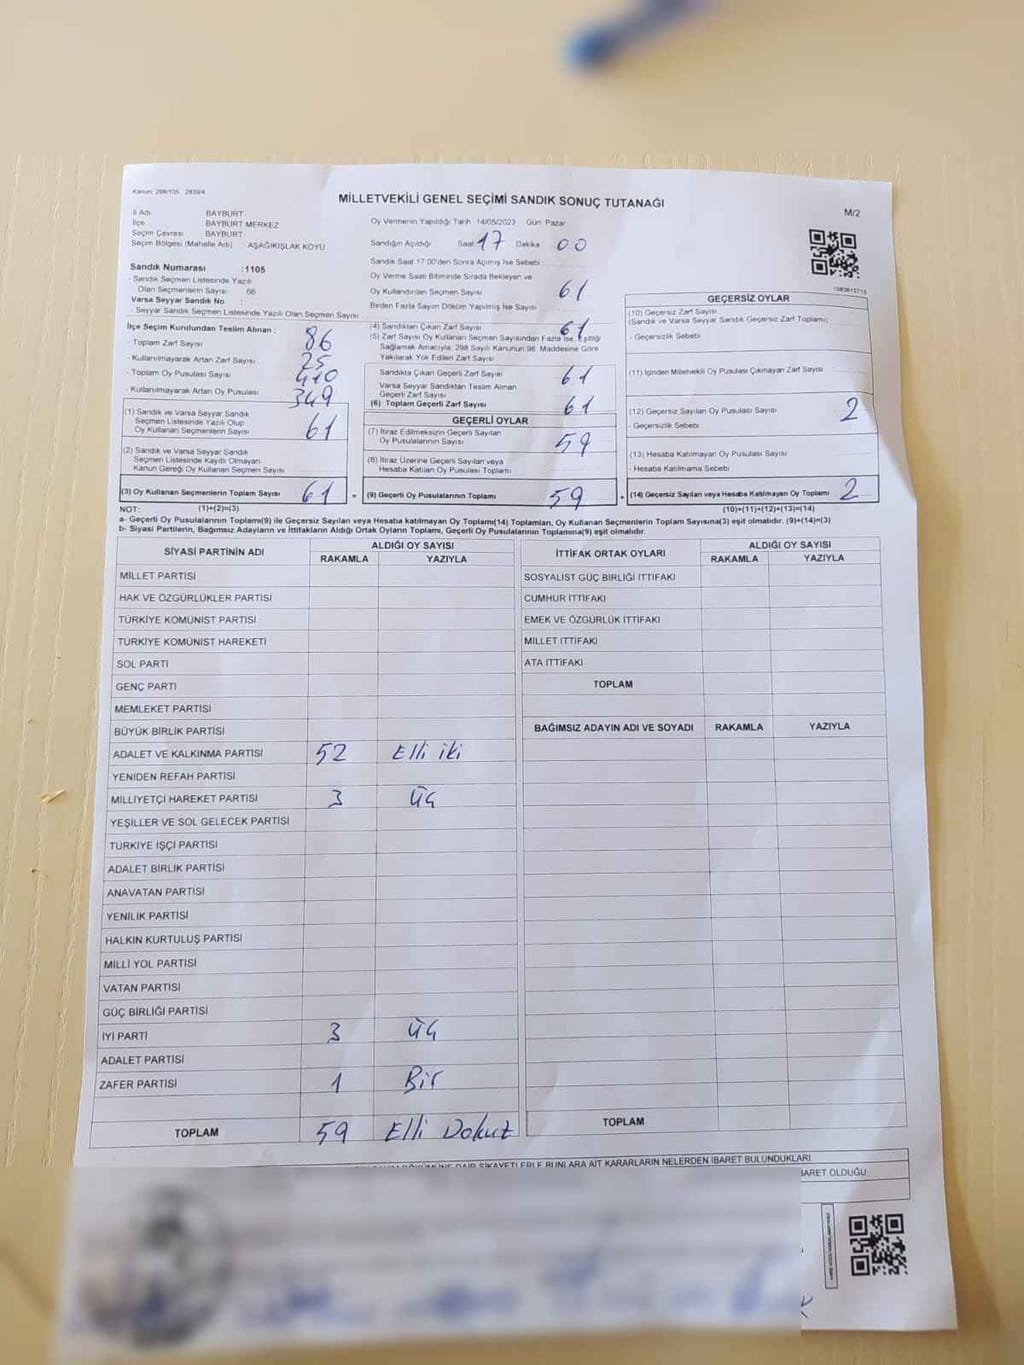 Kanun: 298/105 , 2839/4
MİLLETVEKİLİ GENEL SEÇİMİ SANDIK SONUÇ TUTANAĞI
M/2
İl Adı BAYBURT
İlçe BAYBURT MERKEZ
Seçim Çevresi BAYBURT
Seçim Bölgesi (Mahalle Adı) AŞAĞIKIŞLAK KÖYÜ
Oy Vermenin Yapıldığı Tarih 14/05/2023 Gün: Pazar
Sandığın Açıldığı Saat: 17 Dakika 00
Sandık Saat 17:00'den Sonra Açımış İse Sebebi :
Oy Verme Saati Bitiminde Sırada Bekleyen ve
Oy Kullandırılan Seçmen Sayısı 61
Birden Fazla Sayım Döküm Yapılmış İse Sayısı
Sandık Numarası :1105
- Sandık Seçmen Listesinde Yazılı
Olan Seçmenlerin Sayısı 66
Varsa Seyyar Sandık No :
- Seyyar Sandık Seçmen Listesinde Yazılı Olan Seçmen Sayısı
İlçe Seçim Kurulundan Teslim Alınan :
- Toplam Zarf Sayısı 86
- Kullanılmayarak Artan Zarf Sayısı 25
- Toplam Oy Pusulası Sayısı 410
- Kullanılmayarak Artan Oy Pusulası 349
(1) Sandık ve Varsa Seyyar Sandık
Seçmen Listesinde Yazılı Olup
Oy Kullanan Seçmenlerin Sayısı 61
(2) Sandık ve Varsa Seyyar Sandık
Seçmen Listesinde Kayıtlı Olmayan
Kanun Gereği Oy Kullanan Seçmen Sayısı
(3) Oy Kullanan Seçmenlerin Toplam Sayısı 61
(4) Sandıktan Çıkan Zarf Sayısı 61
(5) Zarf Sayısı Oy Kullanan Seçmen Sayısından Fazla İse, Eşitliği
Sağlamak Amacıyla, 298 Sayılı Kanunun 98. Maddesine Göre
Yakılarak Yok Edilen Zarf Sayısı
Sandıkta Çıkan Geçerli Zarf Sayısı 61
Varsa Seyyar Sandıktan Teslim Alınan
Geçerli Zarf Sayısı
(6) Toplam Geçerli Zarf Sayısı 61
GEÇERLİ OYLAR
(7) İtiraz Edilmeksizin Geçerli Sayılan
Oy Pusulalarının Sayısı 59
(8) İtiraz Üzerine Geçerli Sayılan veya
Hesaba Katılan Oy Pusulası Toplamı
= (9) Geçerli Oy Pusulalarının Toplamı 59
GEÇERSİZ OYLAR
(10) Geçersiz Zarf Sayısı
(Sandık ve Varsa Seyyar Sandık Geçersiz Zarf Toplamı)
- Geçersizlik Sebebi
(11) İçinden Milletvekili Oy Pusulası Çıkmayan Zarf Sayısı
(12) Geçersiz Sayılan Oy Pusulası Sayısı 2
- Geçersizlik Sebebi
(13) Hesaba Katılmayan Oy Pusulası Sayısı
- Hesaba Katılmama Sebebi
+ (14) Geçersiz Sayılan veya Hesaba Katılmayan Oy Toplamı 2
NOT: (1)+(2)=(3) (10)+(11)+(12)+(13)=(14)
a- Geçerli Oy Pusulalarının Toplamı(9) ile Geçersiz Sayılan veya Hesaba katılmayan Oy Toplamı(14) Toplamları, Oy Kullanan Seçmenlerin Toplam Sayısına(3) eşit olmalıdır. (9)+(14)=(3)
b- Siyasi Partilerin, Bağımsız Adayların ve İttifakların Aldığı Ortak Oyların Toplamı, Geçerli Oy Pusulalarının Toplamına(9) eşit olmalıdır.
SİYASİ PARTİNİN ADI ALDIĞI OY SAYISI
RAKAMLA YAZIYLA
MİLLET PARTİSİ
HAK VE ÖZGÜRLÜKLER PARTİSİ
TÜRKİYE KOMÜNİST PARTİSİ
TÜRKİYE KOMÜNİST HAREKETİ
SOL PARTİ
GENÇ PARTİ
MEMLEKET PARTİSİ
BÜYÜK BİRLİK PARTİSİ
ADALET VE KALKINMA PARTİSİ 52 Elli iki
YENİDEN REFAH PARTİSİ
MİLLİYETÇİ HAREKET PARTİSİ 3 Üç
YEŞİLLER VE SOL GELECEK PARTİSİ
TÜRKİYE İŞÇİ PARTİSİ
ADALET BİRLİK PARTİSİ
ANAVATAN PARTİSİ
YENİLİK PARTİSİ
HALKIN KURTULUŞ PARTİSİ
MİLLİ YOL PARTİSİ
VATAN PARTİSİ
GÜÇ BİRLİĞİ PARTİSİ
İYİ PARTİ 3 Üç
ADALET PARTİSİ
ZAFER PARTİSİ 1 Bir
TOPLAM 59 Elli Dokuz
İTTİFAK ORTAK OYLARI ALDIĞI OY SAYISI
RAKAMLA YAZIYLA
SOSYALİST GÜÇ BİRLİĞİ İTTİFAKI
CUMHUR İTTİFAKI
EMEK VE ÖZGÜRLÜK İTTİFAKI
MİLLET İTTİFAKI
ATA İTTİFAKI
TOPLAM
BAĞIMSIZ ADAYIN ADI VE SOYADI RAKAMLA YAZIYLA
TOPLAM
ŞİKAYETLERLE BUNLARA AİT KARARLARIN NELERDEN İBARET BULUNDUKLARI
İBARET OLDUĞU